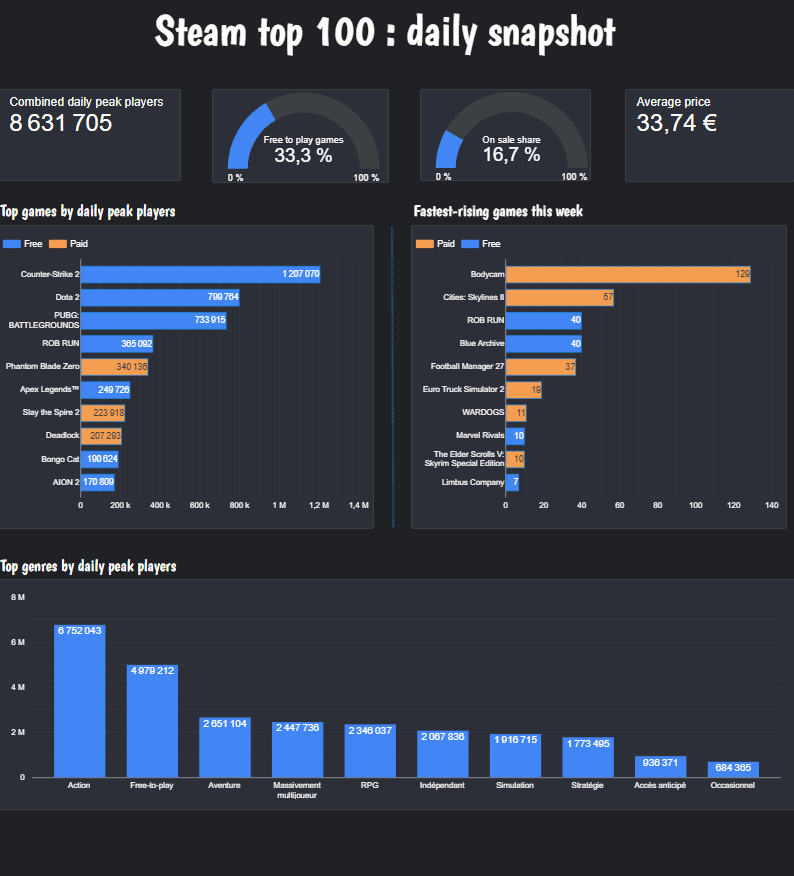 Steam top 100 : daily snapshot
Combined daily peak players
8 631 705
Free to play games
33,3 %
0 %
100 %
On sale share
16,7 %
0 %
100 %
Average price
33,74 €
Top games by daily peak players
Free
Paid
Counter-Strike 2
1 207 070
Dota 2
799 764
PUBG:
BATTLEGROUNDS
733 915
ROB RUN
365 092
Phantom Blade Zero
340 136
Apex Legends™
249 726
Slay the Spire 2
223 918
Deadlock
207 293
Bongo Cat
190 624
AION 2
170 809
0
200 k
400 k
600 k
800 k
1 M
1,2 M
1,4 M
Fastest-rising games this week
Paid
Free
Bodycam
129
Cities: Skylines II
57
ROB RUN
40
Blue Archive
40
Football Manager 27
37
Euro Truck Simulator 2
19
WARDOGS
11
Marvel Rivals
10
The Elder Scrolls V:
Skyrim Special Edition
10
Limbus Company
7
0
20
40
60
80
100
120
140
Top genres by daily peak players
8 M
6 M
4 M
2 M
0
6 752 043
4 979 212
2 651 104
2 447 736
2 346 037
2 067 836
1 916 715
1 773 495
936 371
684 365
Action
Free-to-play
Aventure
Massivement
multijoueur
RPG
Indépendant
Simulation
Stratégie
Accès anticipé
Occasionnel